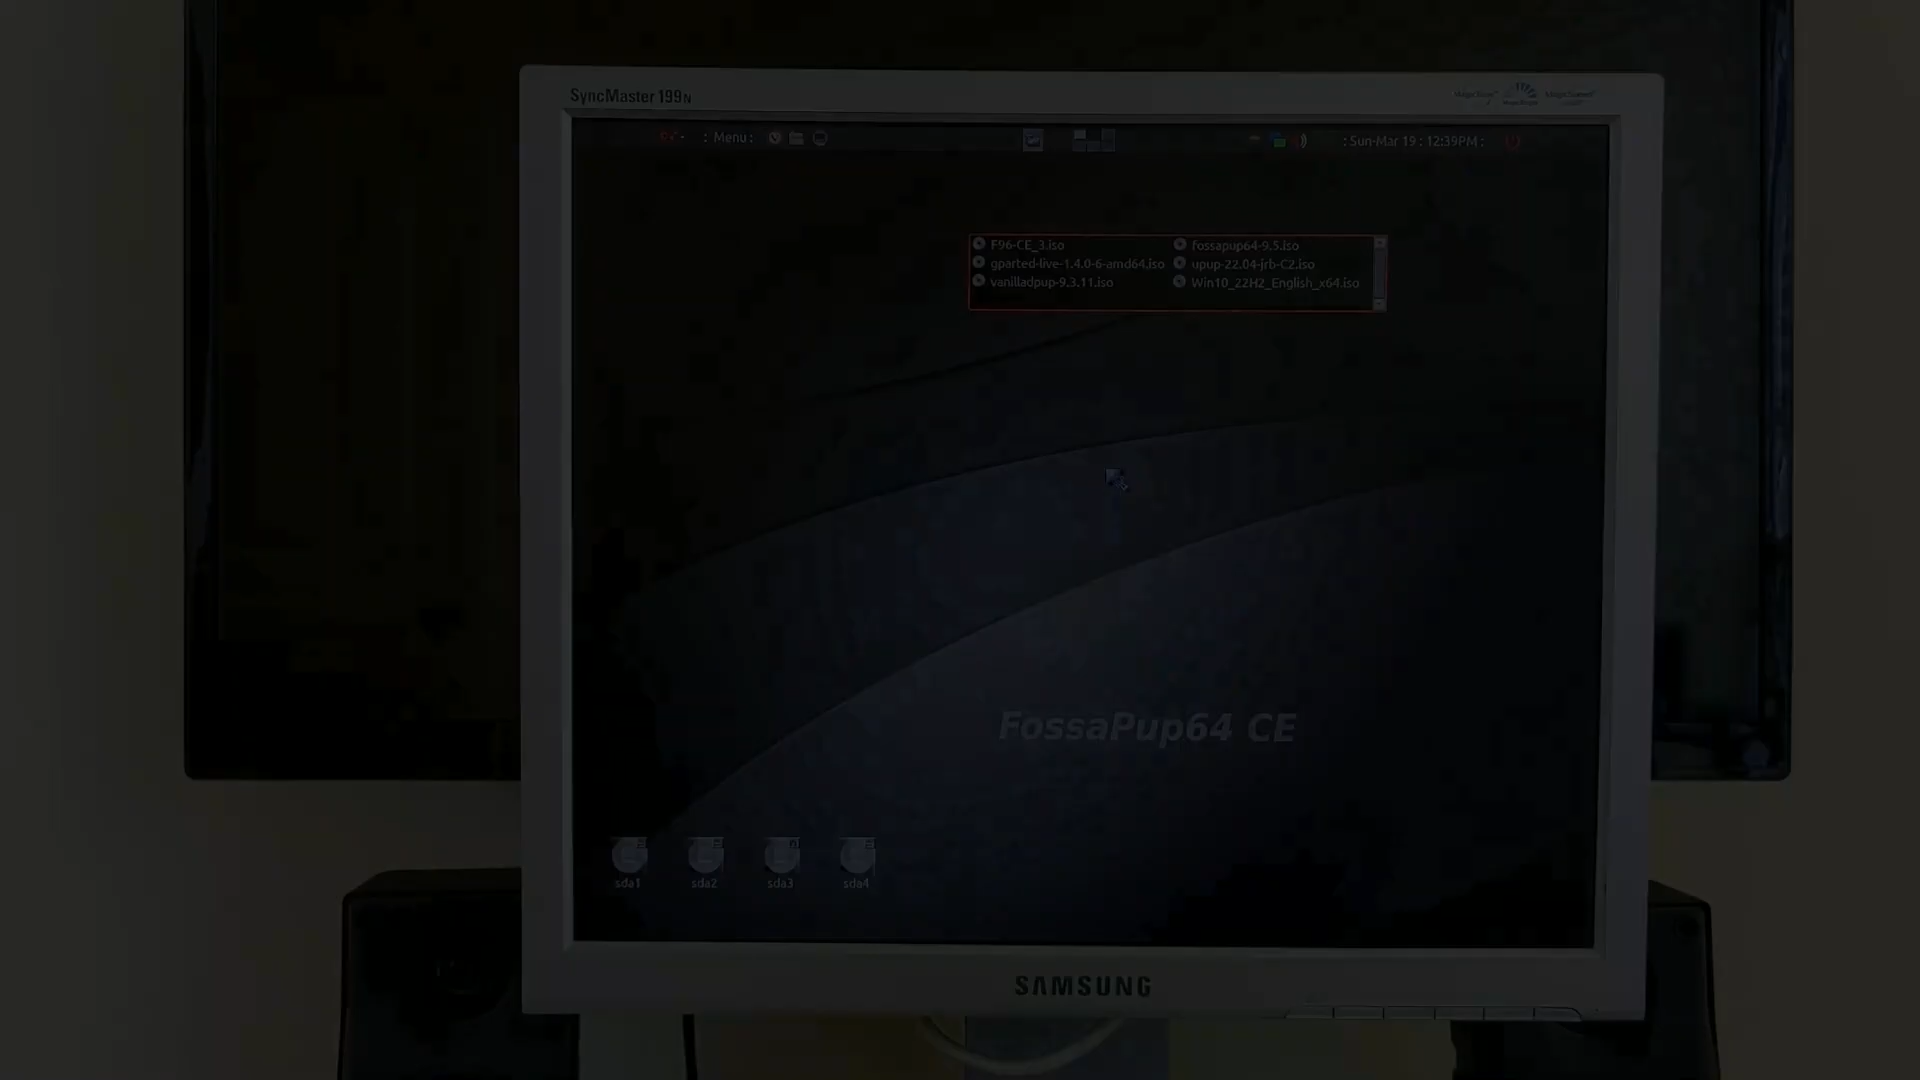 SyncMaster 199N
: Menu :
: Sun-Mar 19 : 12:39PM :
F96-CE_3.iso
fossapup64-9.5.iso
gparted-live-1.4.0-6-amd64.iso
upup-22.04-jrb-C2.iso
vanilladpup-9.3.11.iso
Win10_22H2_English_x64.iso
FossaPup64 CE
sda1 sda2 sda3 sda4
SAMSUNG